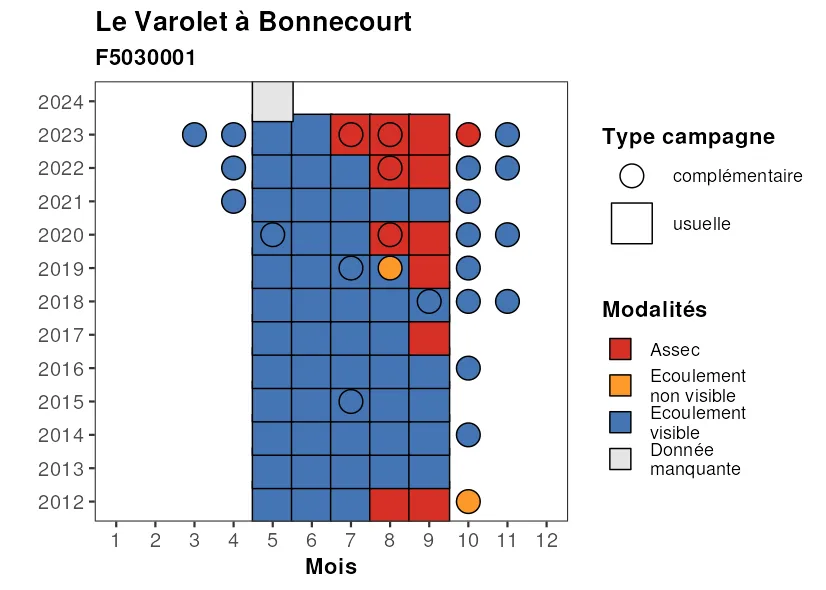 Le Varolet à Bonnecourt
F5030001
2024
2023
2022
2021
2020
2019
2018
2017
2016
2015
2014
2013
2012
1 2 3 4 5 6 7 8 9 10 11 12
Mois
Type campagne
complémentaire
usuelle
Modalités
Assec
Ecoulement
non visible
Ecoulement
visible
Donnée
manquante